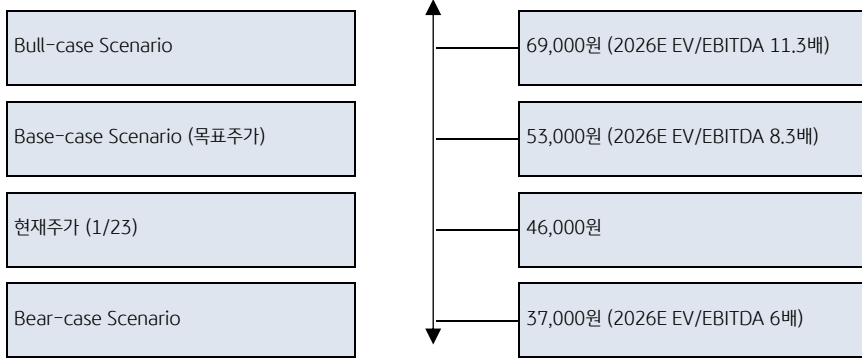 Bull-case Scenario
69,000원 (2026E EV/EBITDA 11.3배)
Base-case Scenario (목표주가)
53,000원 (2026E EV/EBITDA 8.3배)
현재주가 (1/23)
46,000원
Bear-case Scenario
37,000원 (2026E EV/EBITDA 6배)